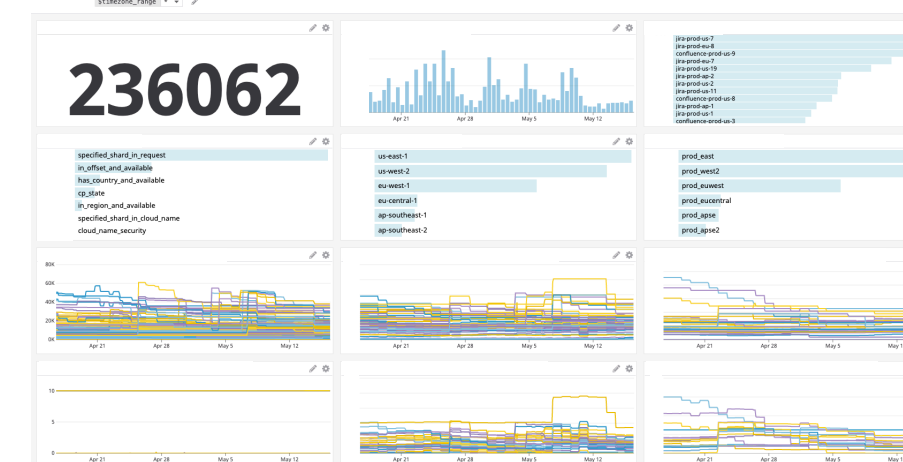 $timezone_range
236062
Apr 21 Apr 28 May 5 May 12
jira-prod-us-7
jira-prod-eu-8
confluence-prod-us-9
jira-prod-eu-7
jira-prod-us-19
jira-prod-ap-2
jira-prod-us-2
jira-prod-us-11
confluence-prod-us-8
jira-prod-ap-1
jira-prod-us-1
confluence-prod-us-3
specified_shard_in_request
in_offset_and_available
has_country_and_available
cp_state
in_region_and_available
specified_shard_in_cloud_name
cloud_name_security
us-east-1
us-west-2
eu-west-1
eu-central-1
ap-southeast-1
ap-southeast-2
prod_east
prod_west2
prod_euwest
prod_eucentral
prod_apse
prod_apse2
80K
60K
40K
20K
0K
Apr 21 Apr 28 May 5 May 12
Apr 21 Apr 28 May 5 May 12
Apr 21 Apr 28 May 5 May 1
10
5
0
Apr 21 Apr 28 May 5 May 12
Apr 21 Apr 28 May 5 May 12
Apr 21 Apr 28 May 5 May 1